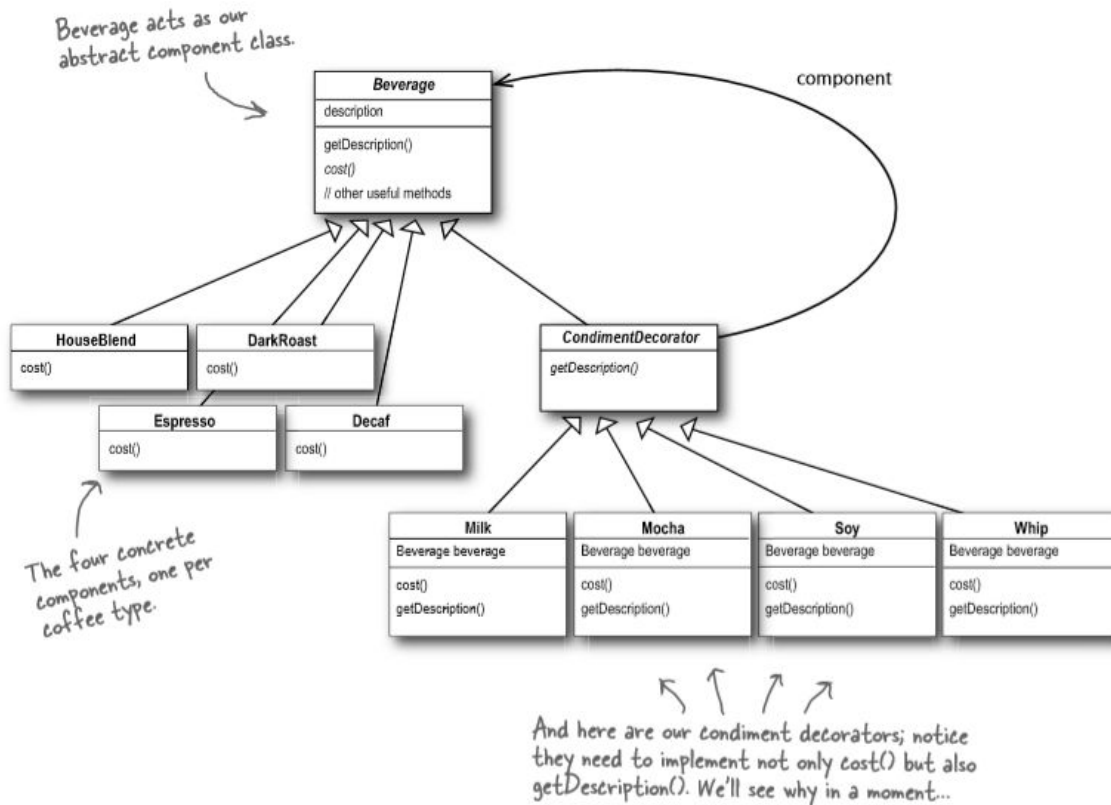 Beverage acts as our
abstract component class.
Beverage
description
getDescription()
cost()
// other useful methods
component
HouseBlend
cost()
DarkRoast
cost()
Espresso
cost()
Decaf
cost()
CondimentDecorator
getDescription()
The four concrete
components, one per
coffee type.
Milk
Beverage beverage
cost()
getDescription()
Mocha
Beverage beverage
cost()
getDescription()
Soy
Beverage beverage
cost()
getDescription()
Whip
Beverage beverage
cost()
getDescription()
And here are our condiment decorators; notice
they need to implement not only cost() but also
getDescription(). We'll see why in a moment...